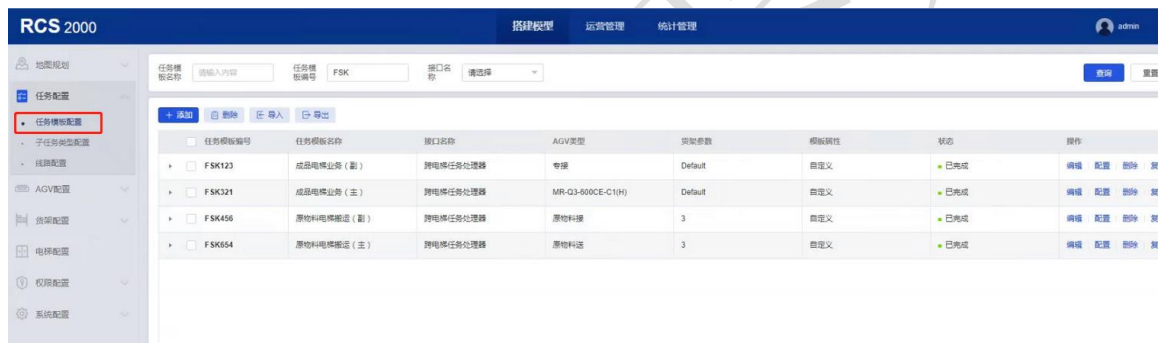 RCS 2000
搭建模型 运营管理 统计管理
admin
地图规划
任务配置
任务模板配置
子任务类型配置
线路配置
AGV配置
货架配置
电梯配置
权限配置
系统配置
任务模板名称 请输入内容 任务模板编号 FSK 接口名称 请选择 查询 重置
+ 添加 删除 导入 导出
任务模板编号 任务模板名称 接口名称 AGV类型 货架参数 模板属性 状态 操作
FSK123 成品电梯业务（副） 跨电梯任务处理器 专接 Default 自定义 已完成 编辑 配置 删除 复
FSK321 成品电梯业务（主） 跨电梯任务处理器 MR-Q3-600CE-C1(H) Default 自定义 已完成 编辑 配置 删除 复
FSK456 原物料电梯搬运（副） 跨电梯任务处理器 原物料接 3 自定义 已完成 编辑 配置 删除 复
FSK654 原物料电梯搬运（主） 跨电梯任务处理器 原物料送 3 自定义 已完成 编辑 配置 删除 复